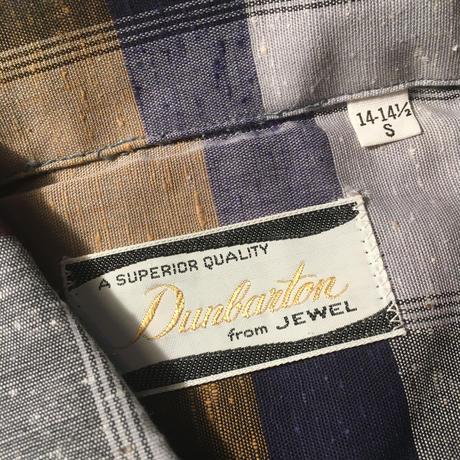 14-14½
S
A SUPERIOR QUALITY
Dunbarton
from JEWEL